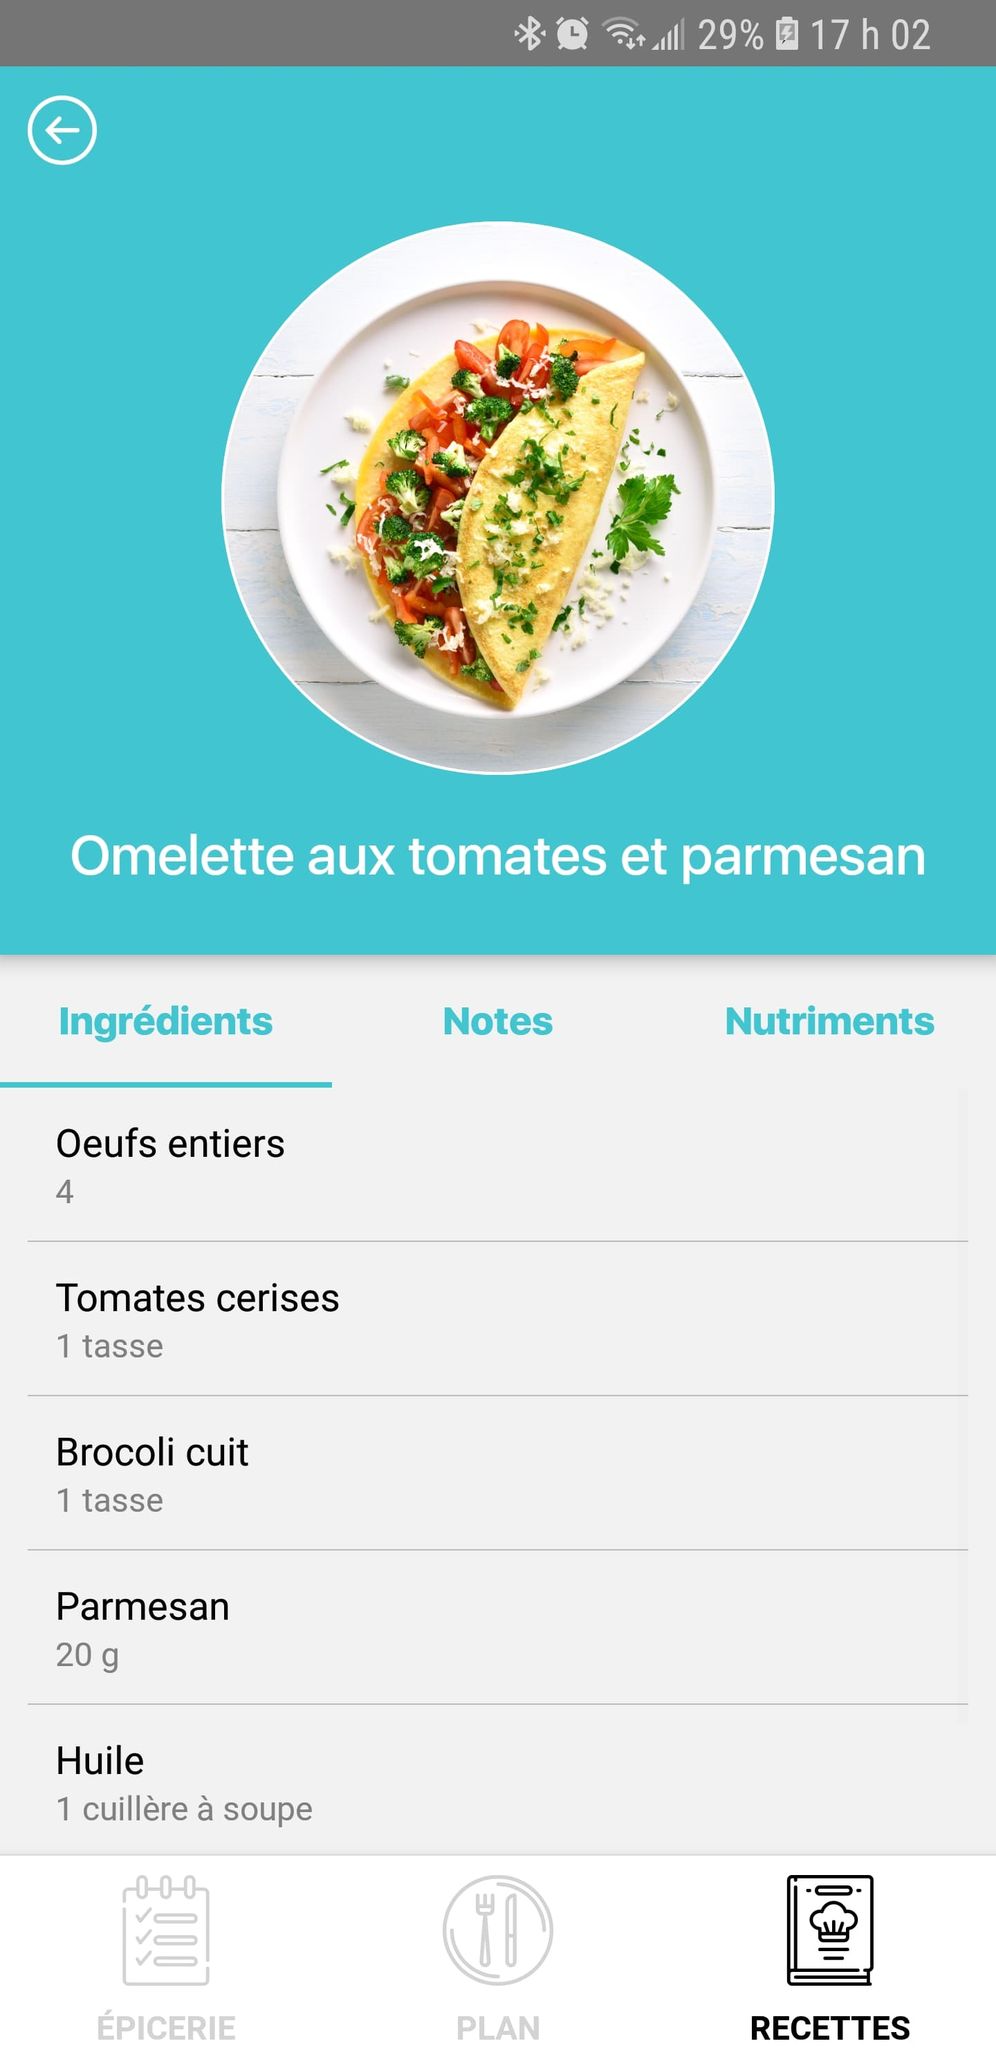 29% 17 h 02
Omelette aux tomates et parmesan
Ingrédients Notes Nutriments
Oeufs entiers
4
Tomates cerises
1 tasse
Brocoli cuit
1 tasse
Parmesan
20 g
Huile
1 cuillère à soupe
ÉPICERIE PLAN RECETTES